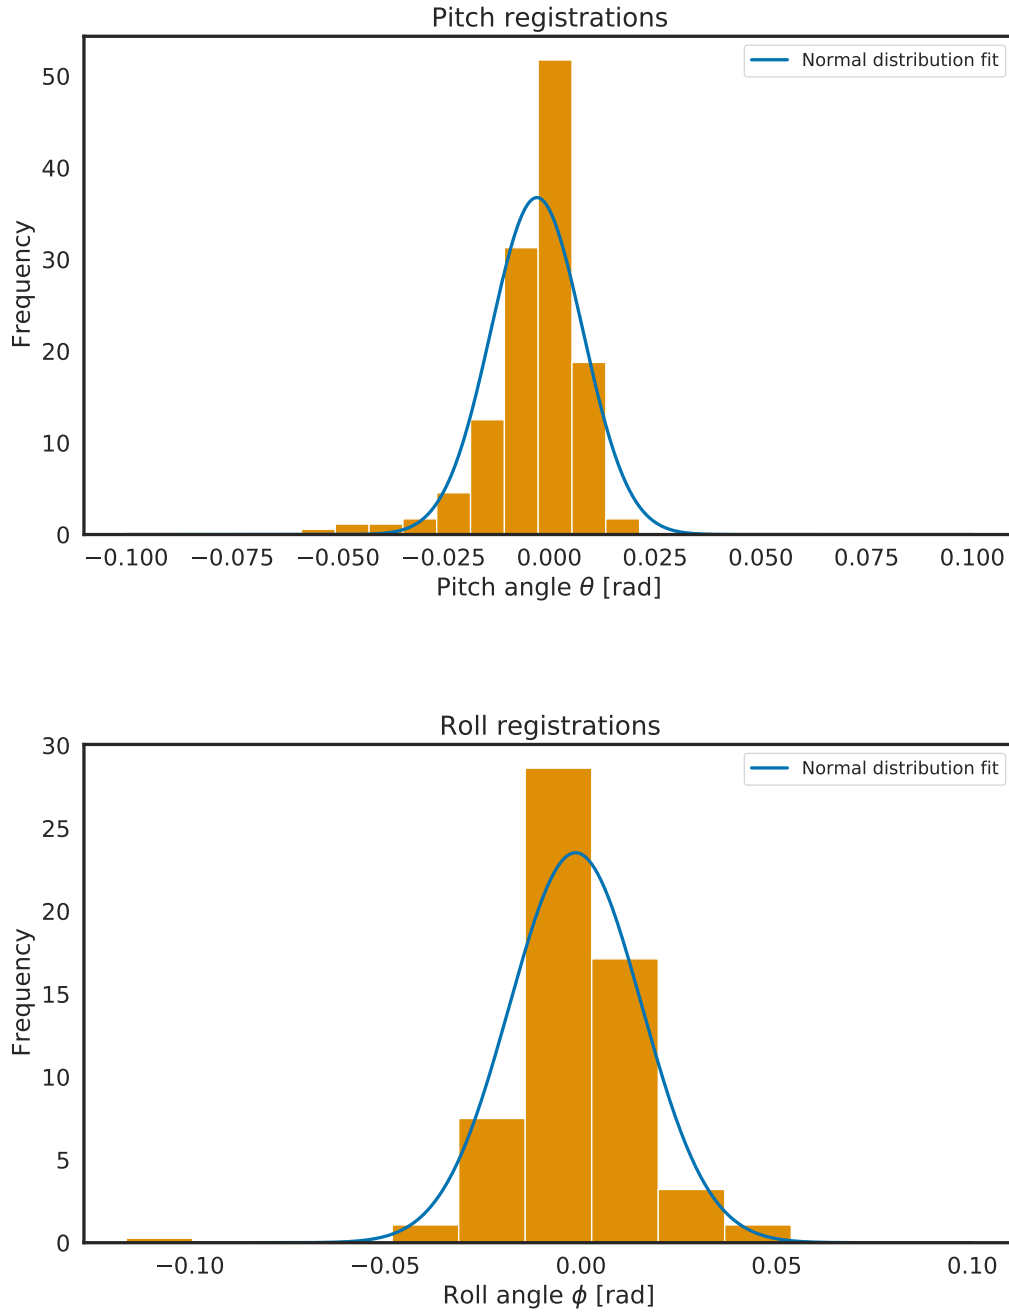 Pitch registrations
Normal distribution fit
50
40
30
20
10
0
Frequency
−0.100 −0.075 −0.050 −0.025 0.000 0.025 0.050 0.075 0.100
Pitch angle θ [rad]
Roll registrations
Normal distribution fit
30
25
20
15
10
5
0
Frequency
−0.10 −0.05 0.00 0.05 0.10
Roll angle ϕ [rad]